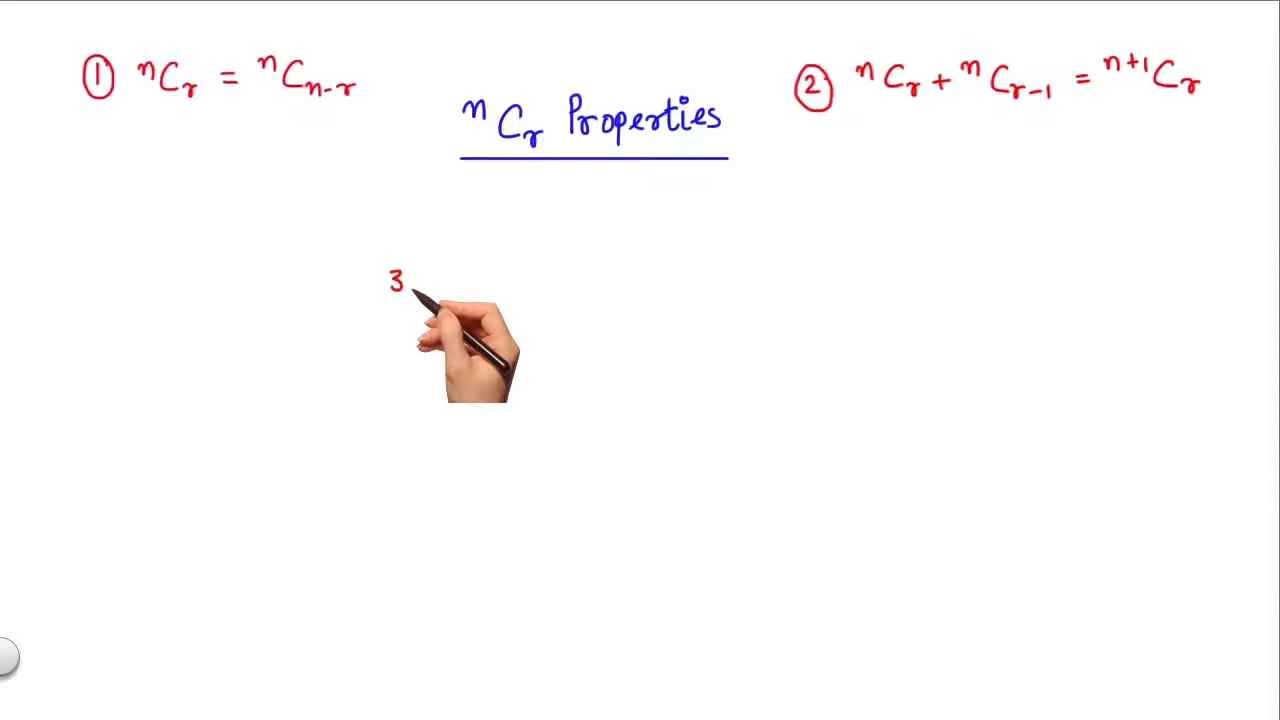 ① ⁿCᵣ = ⁿCₙ₋ᵣ
ⁿCᵣ Properties
② ⁿCᵣ + ⁿCᵣ₋₁ = ⁿ⁺¹Cᵣ
3